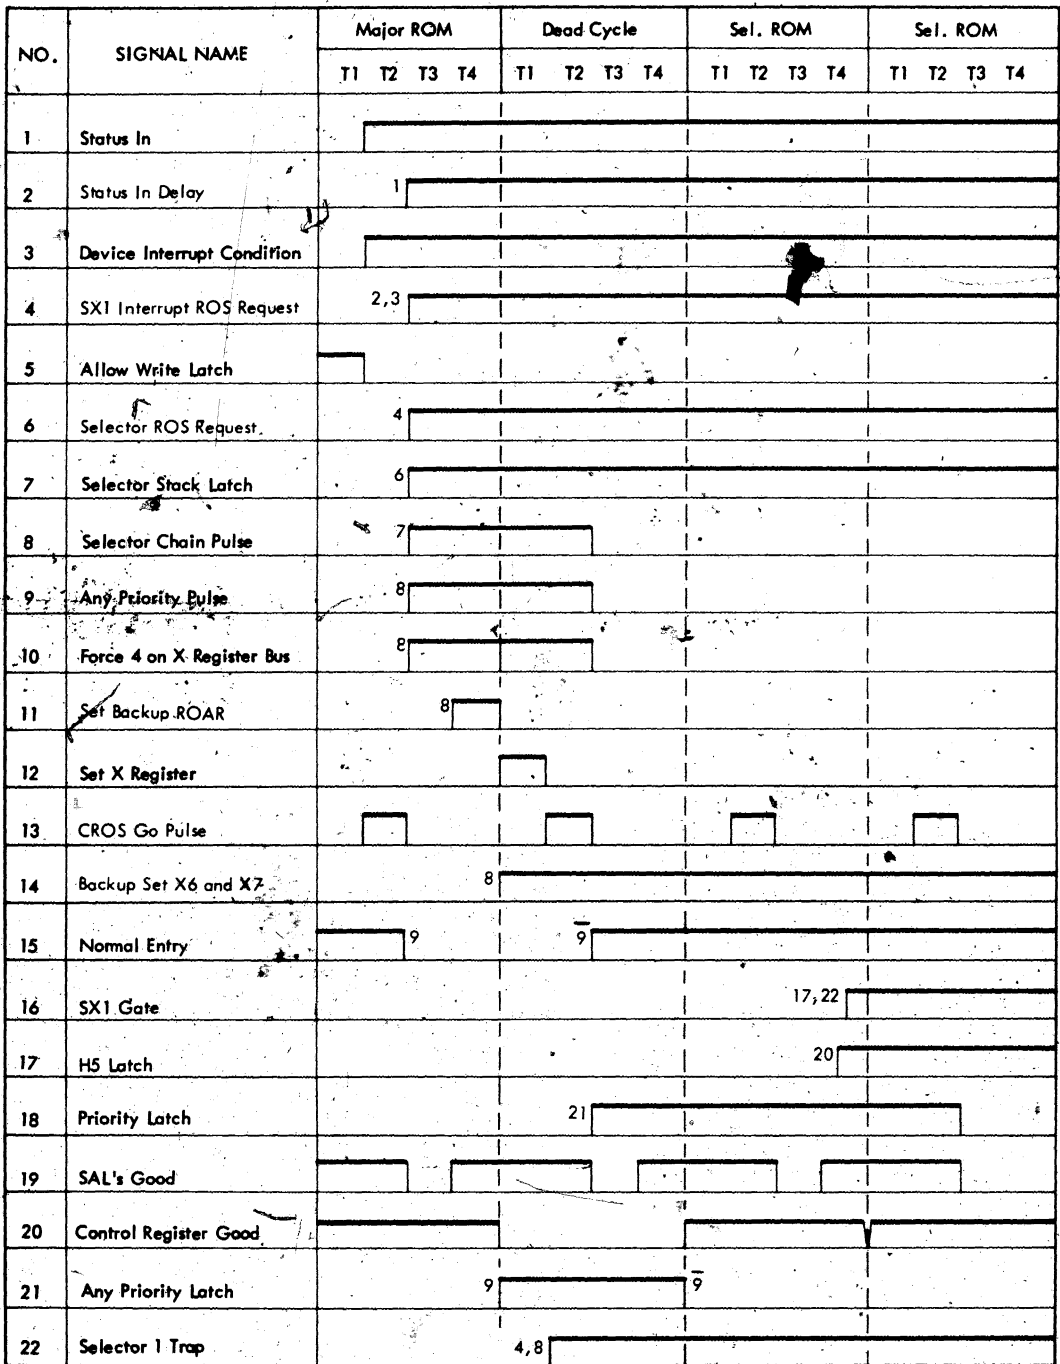 NO. SIGNAL NAME Major ROM Dead Cycle Sel. ROM Sel. ROM
T1 T2 T3 T4 T1 T2 T3 T4 T1 T2 T3 T4 T1 T2 T3 T4
1 Status In
2 Status In Delay 1
3 Device Interrupt Condition
4 SX1 Interrupt ROS Request 2,3
5 Allow Write Latch
6 Selector ROS Request 4
7 Selector Stack Latch 6
8 Selector Chain Pulse 7
9 Any Priority Pulse 8
10 Force 4 on X Register Bus 8
11 Set Backup ROAR 8
12 Set X Register
13 CROS Go Pulse
14 Backup Set X6 and X7 8
15 Normal Entry 9 9̅
16 SX1 Gate 17,22
17 H5 Latch 20
18 Priority Latch 21
19 SAL's Good
20 Control Register Good
21 Any Priority Latch 9 9̅
22 Selector 1 Trap 4,8